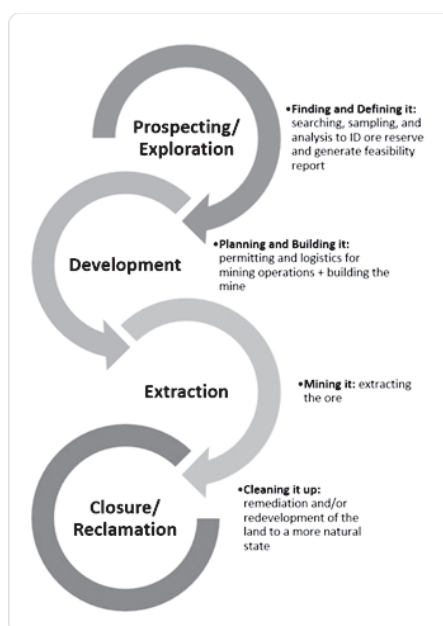 Prospecting/
Exploration
•Finding and Defining it:
searching, sampling, and
analysis to ID ore reserve
and generate feasibility
report
Development
•Planning and Building it:
permitting and logistics for
mining operations + building the
mine
Extraction
•Mining it: extracting
the ore
Closure/
Reclamation
•Cleaning it up:
remediation and/or
redevelopment of the
land to a more natural
state